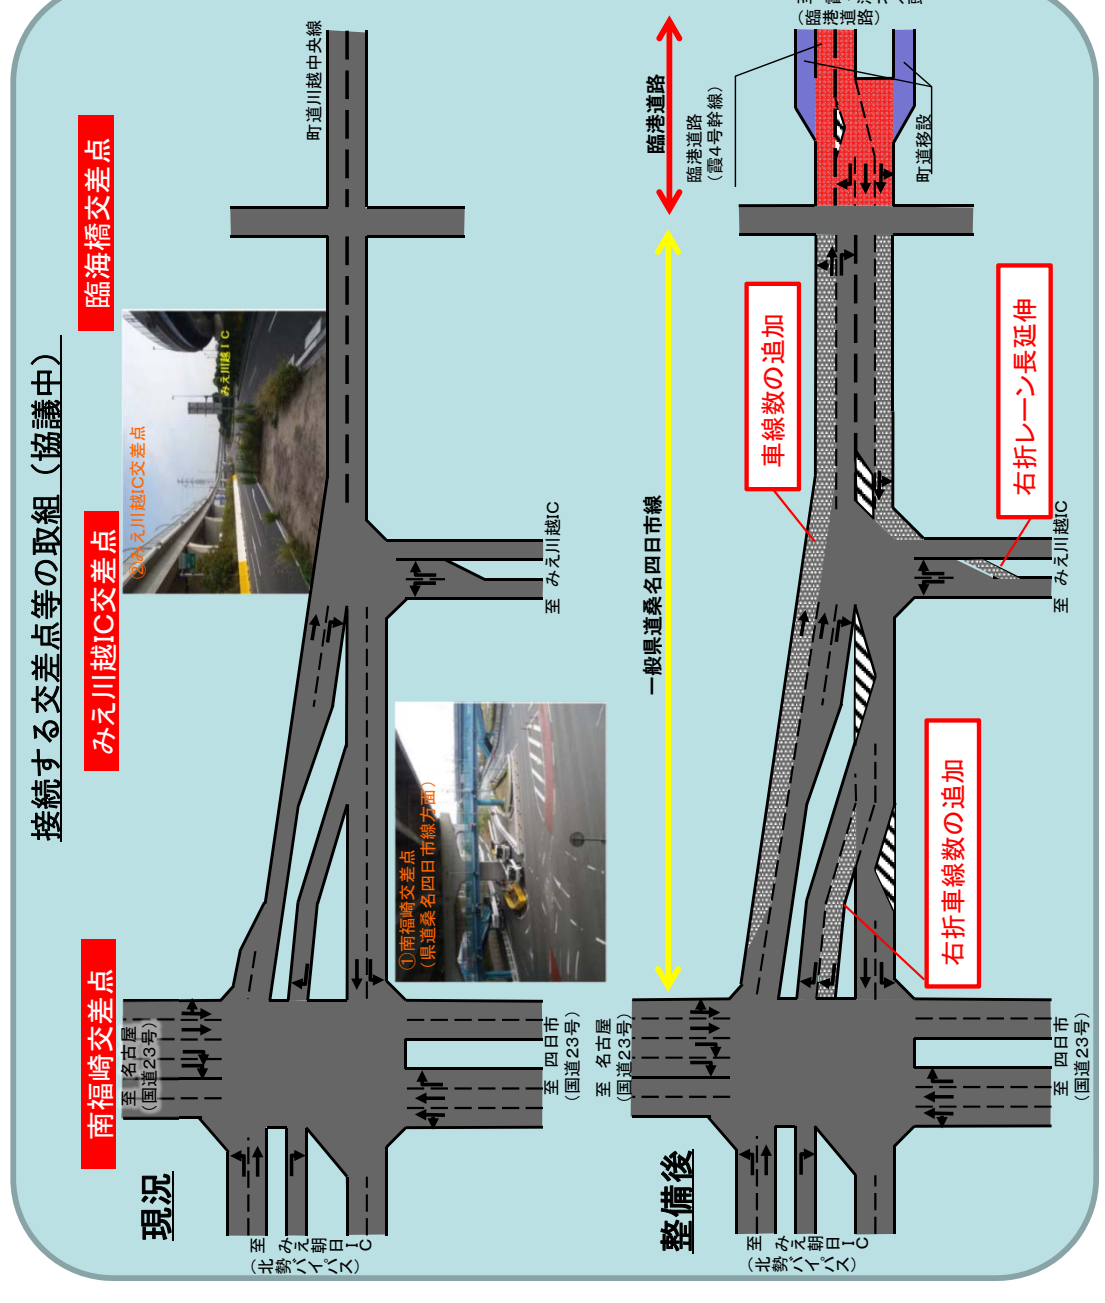 接続する交差点等の取組（協議中）
南福崎交差点
みえ川越IC交差点
臨海橋交差点
現況
至 名古屋
（国道23号）
②みえ川越IC交差点
みえ川越ＩＣ
町道川越中央線
①南福崎交差点
（県道桑名四日市線方面）
至 みえ朝日ＩＣ
（北勢バイパス）
至 四日市
（国道23号）
至 みえ川越IC
整備後
一般県道桑名四日市線
臨港道路
臨港道路
（霞4号幹線）
（臨港道路）
町道移設
車線数の追加
右折レーン長延伸
右折車線数の追加
至 名古屋
（国道23号）
至 みえ朝日ＩＣ
（北勢バイパス）
至 四日市
（国道23号）
至 みえ川越IC